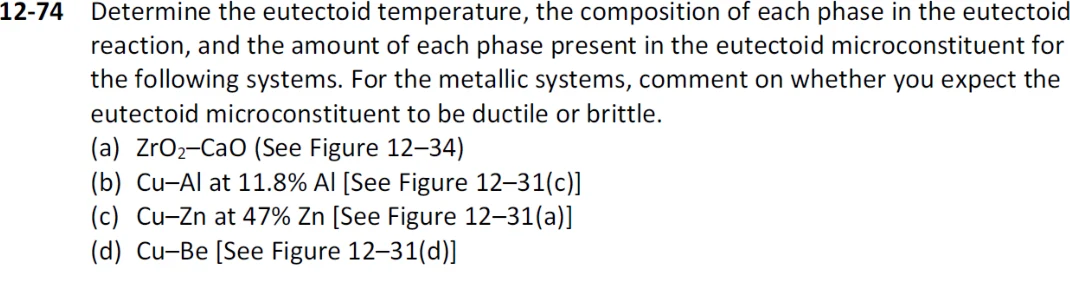 12-74 Determine the eutectoid temperature, the composition of each phase in the eutectoid
reaction, and the amount of each phase present in the eutectoid microconstituent for
the following systems. For the metallic systems, comment on whether you expect the
eutectoid microconstituent to be ductile or brittle.
(a) ZrO₂–CaO (See Figure 12–34)
(b) Cu–Al at 11.8% Al [See Figure 12–31(c)]
(c) Cu–Zn at 47% Zn [See Figure 12–31(a)]
(d) Cu–Be [See Figure 12–31(d)]